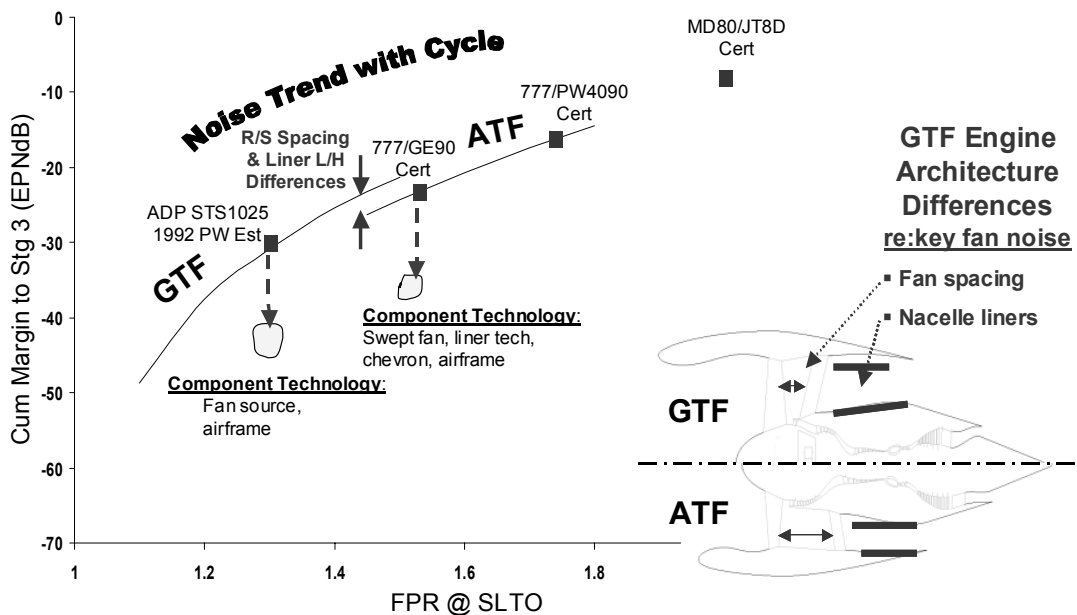 Cum Margin to Stg 3 (EPNdB)
-0
-10
-20
-30
-40
-50
-60
-70
1
1.2
1.4
1.6
1.8
FPR @ SLTO
Noise Trend with Cycle
MD80/JT8D
Cert
777/PW4090
Cert
ATF
R/S Spacing
& Liner L/H
Differences
777/GE90
Cert
ADP STS1025
1992 PW Est
GTF
Component Technology:
Swept fan, liner tech,
chevron, airframe
Component Technology:
Fan source,
airframe
GTF Engine
Architecture
Differences
re:key fan noise
▪ Fan spacing
▪ Nacelle liners
GTF
ATF